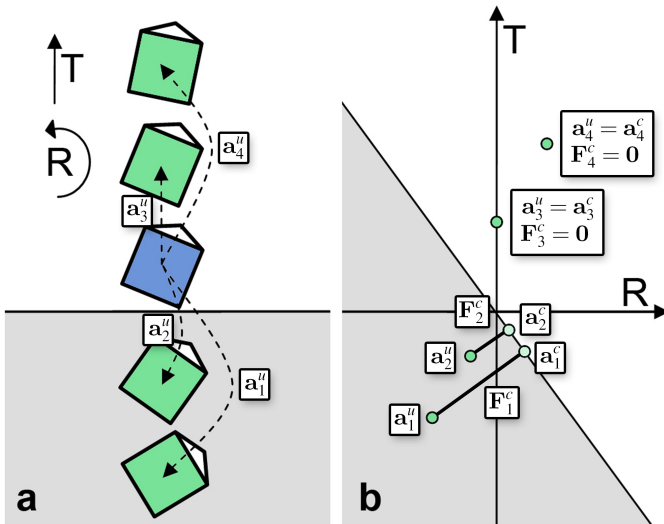 T
R
a₄ᵘ
a₃ᵘ
a₂ᵘ
a₁ᵘ
a
T
a₄ᵘ = a₄ᶜ
F₄ᶜ = 0
a₃ᵘ = a₃ᶜ
F₃ᶜ = 0
R
F₂ᶜ
a₂ᶜ
a₂ᵘ
a₁ᶜ
F₁ᶜ
a₁ᵘ
b